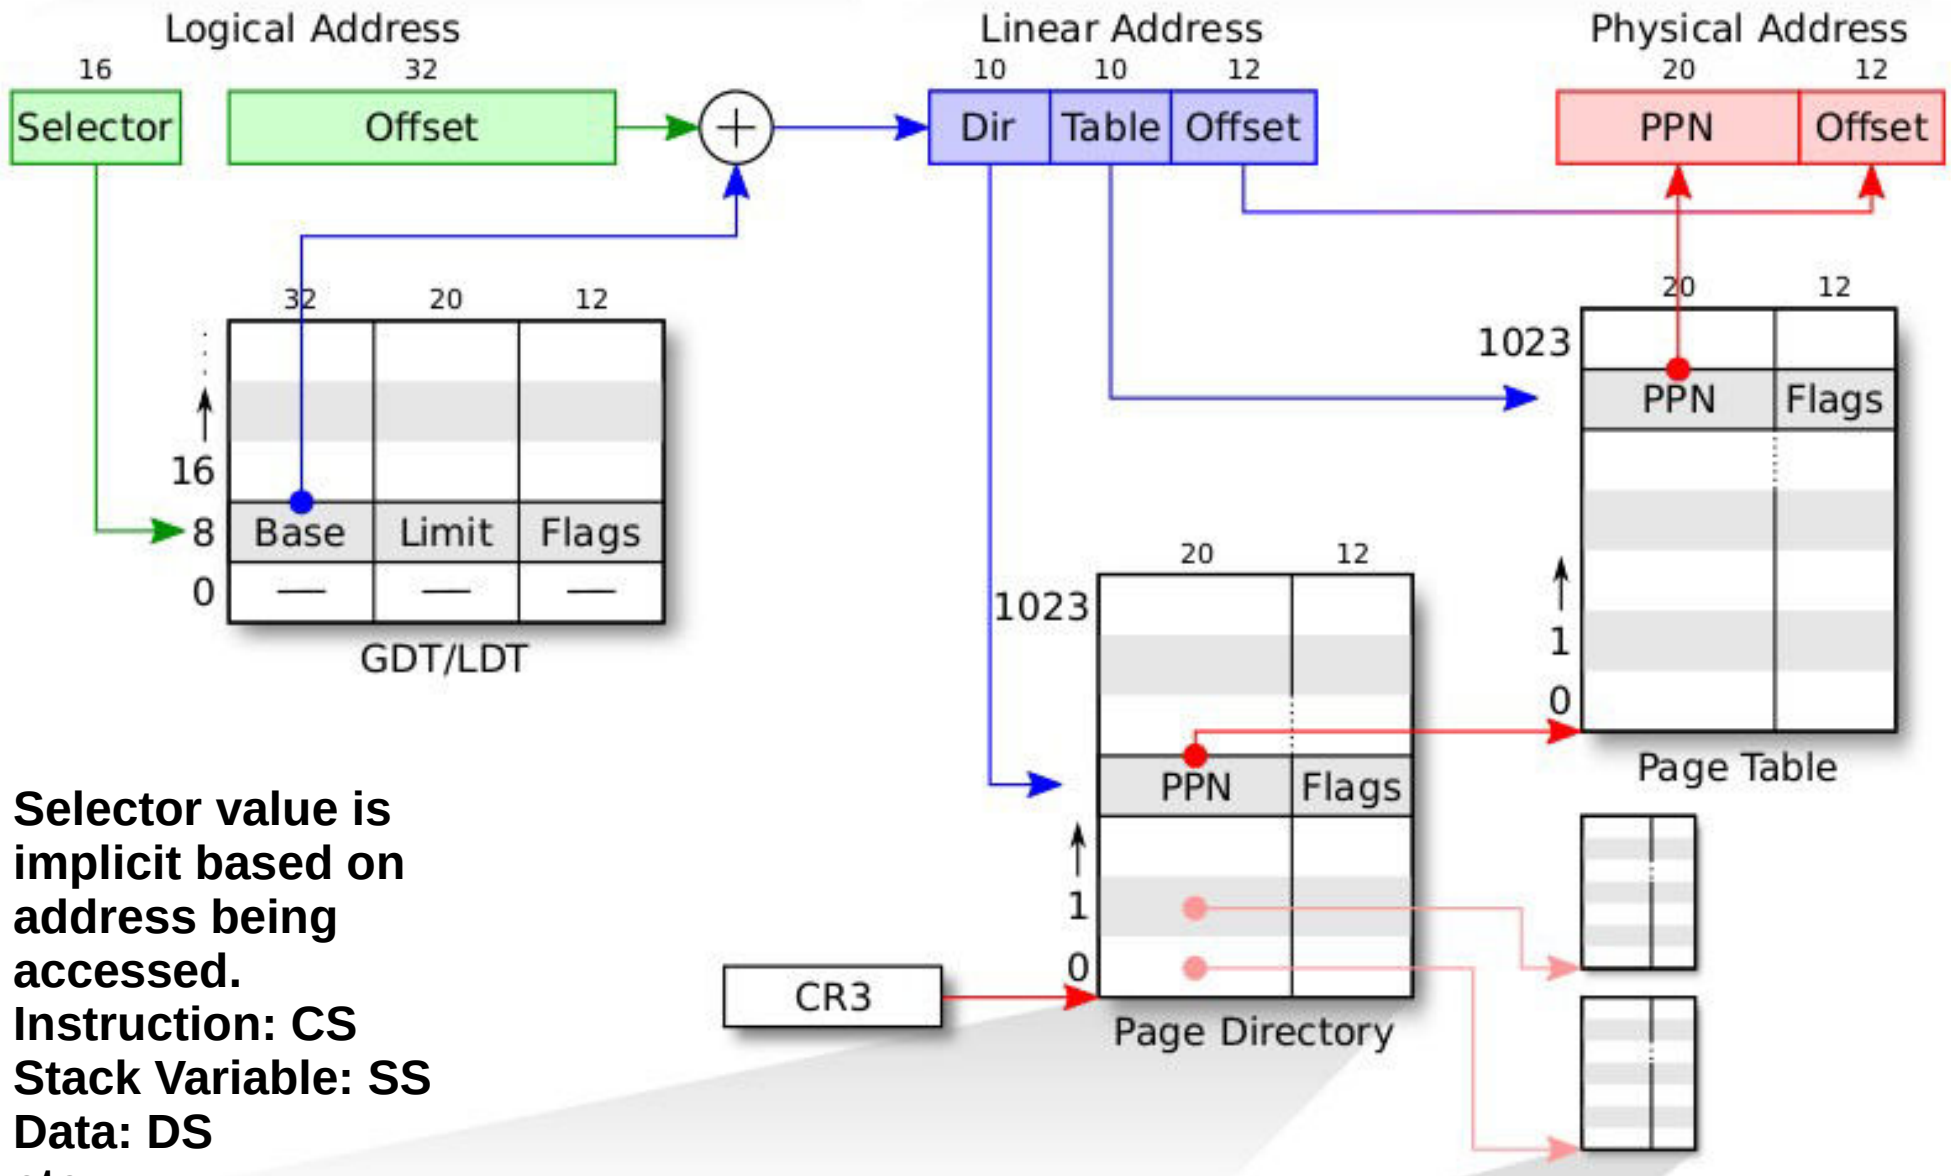 Logical Address
Linear Address
Physical Address
16
32
10
10
12
20
12
Selector
Offset
Dir
Table
Offset
PPN
Offset
32
20
12
16
8
Base
Limit
Flags
0
GDT/LDT
20
12
1023
PPN
Flags
1
0
Page Table
20
12
1023
PPN
Flags
1
0
Page Directory
CR3
Selector value is
implicit based on
address being
accessed.
Instruction: CS
Stack Variable: SS
Data: DS